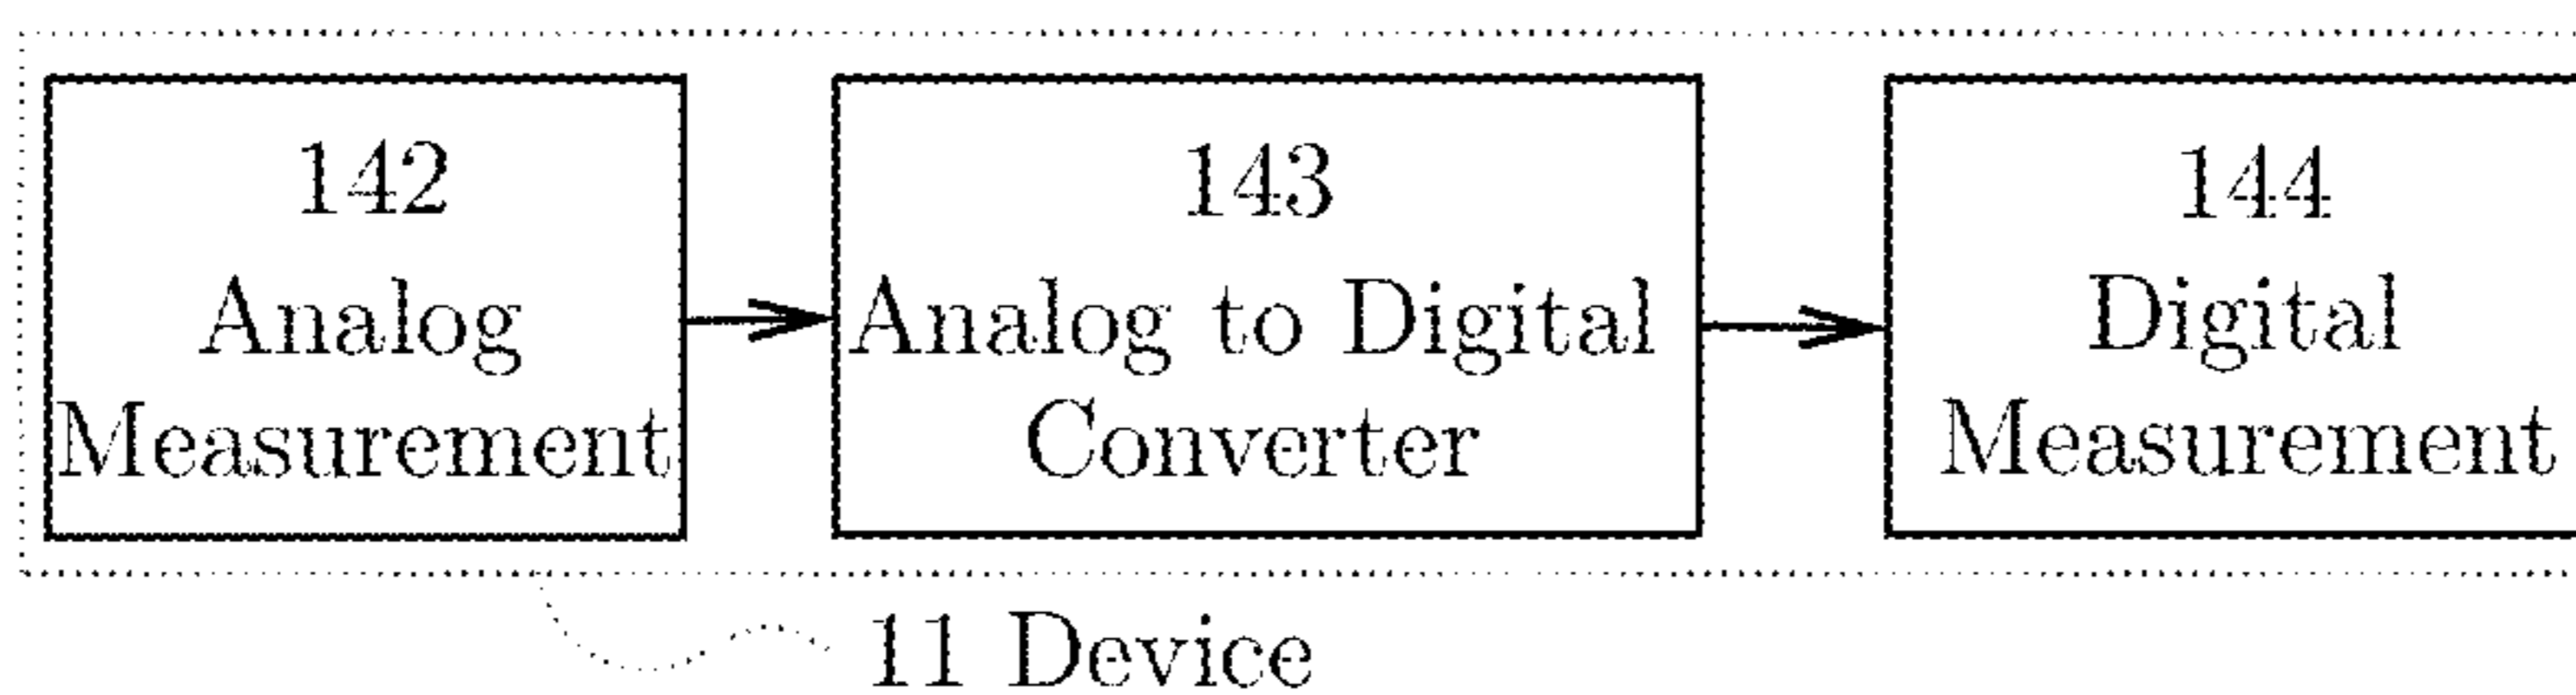 142
Analog
Measurement
143
Analog to Digital
Converter
144
Digital
Measurement
11 Device